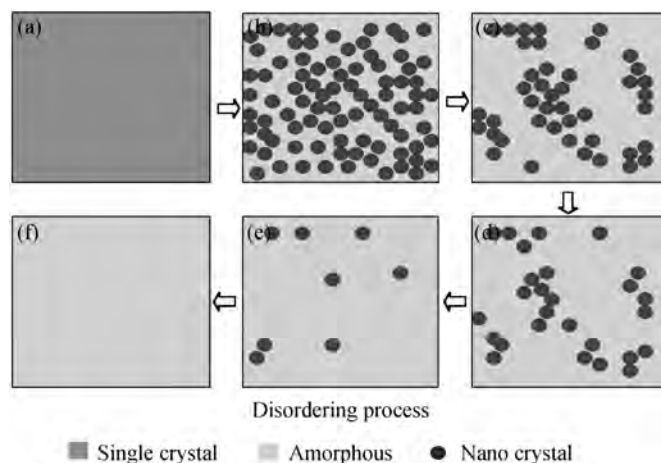 (a) (b) (c)
(f) (e) (d)
Disordering process
Single crystal Amorphous Nano crystal